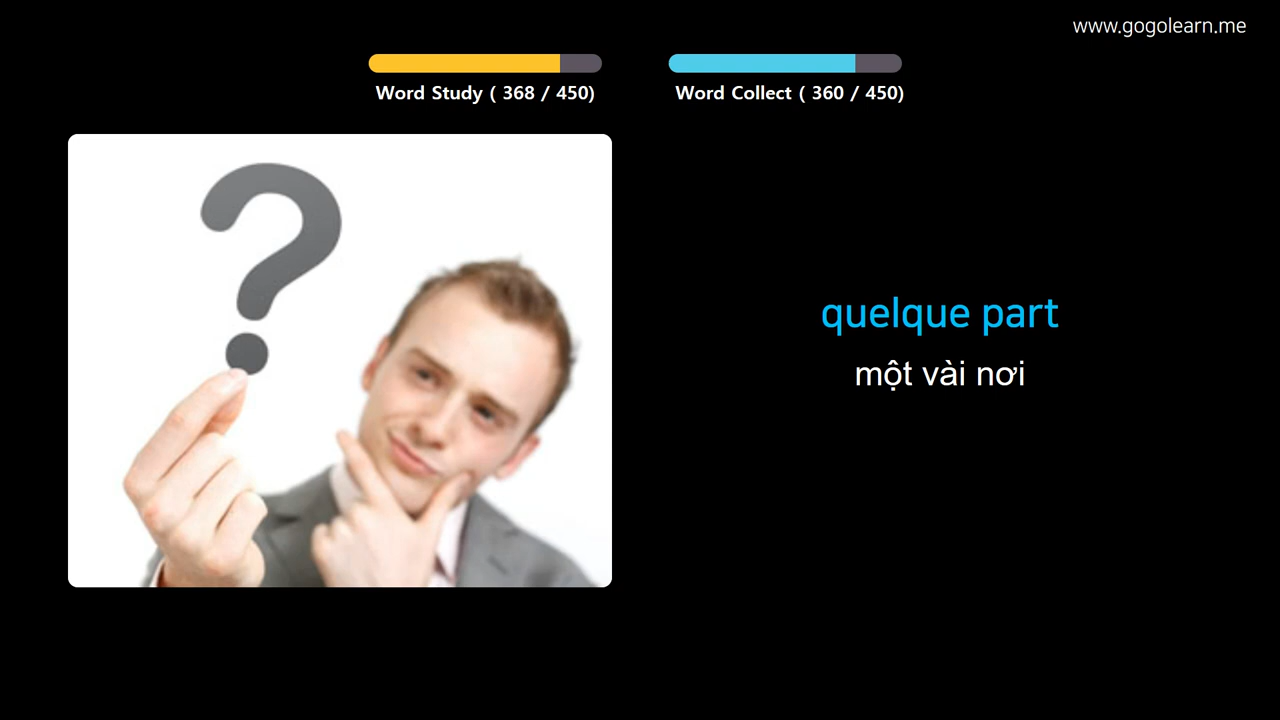 www.gogolearn.me
Word Study ( 368 / 450)
Word Collect ( 360 / 450)
?
quelque part
một vài nơi